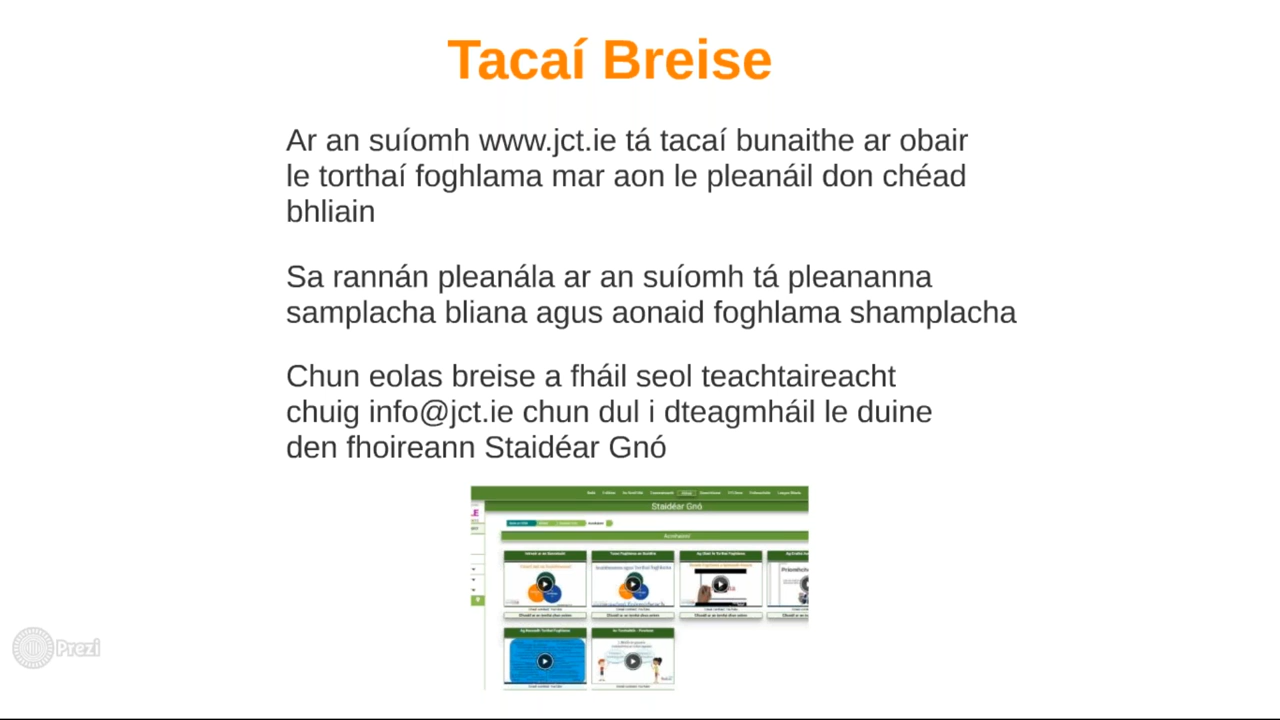 Tacaí Breise
Ar an suíomh www.jct.ie tá tacaí bunaithe ar obair
le torthaí foghlama mar aon le pleanáil don chéad
bhliain
Sa rannán pleanála ar an suíomh tá pleananna
samplacha bliana agus aonaid foghlama shamplacha
Chun eolas breise a fháil seol teachtaireacht
chuig info@jct.ie chun dul i dteagmháil le duine
den fhoireann Staidéar Gnó
Staidéar Gnó
Prezi